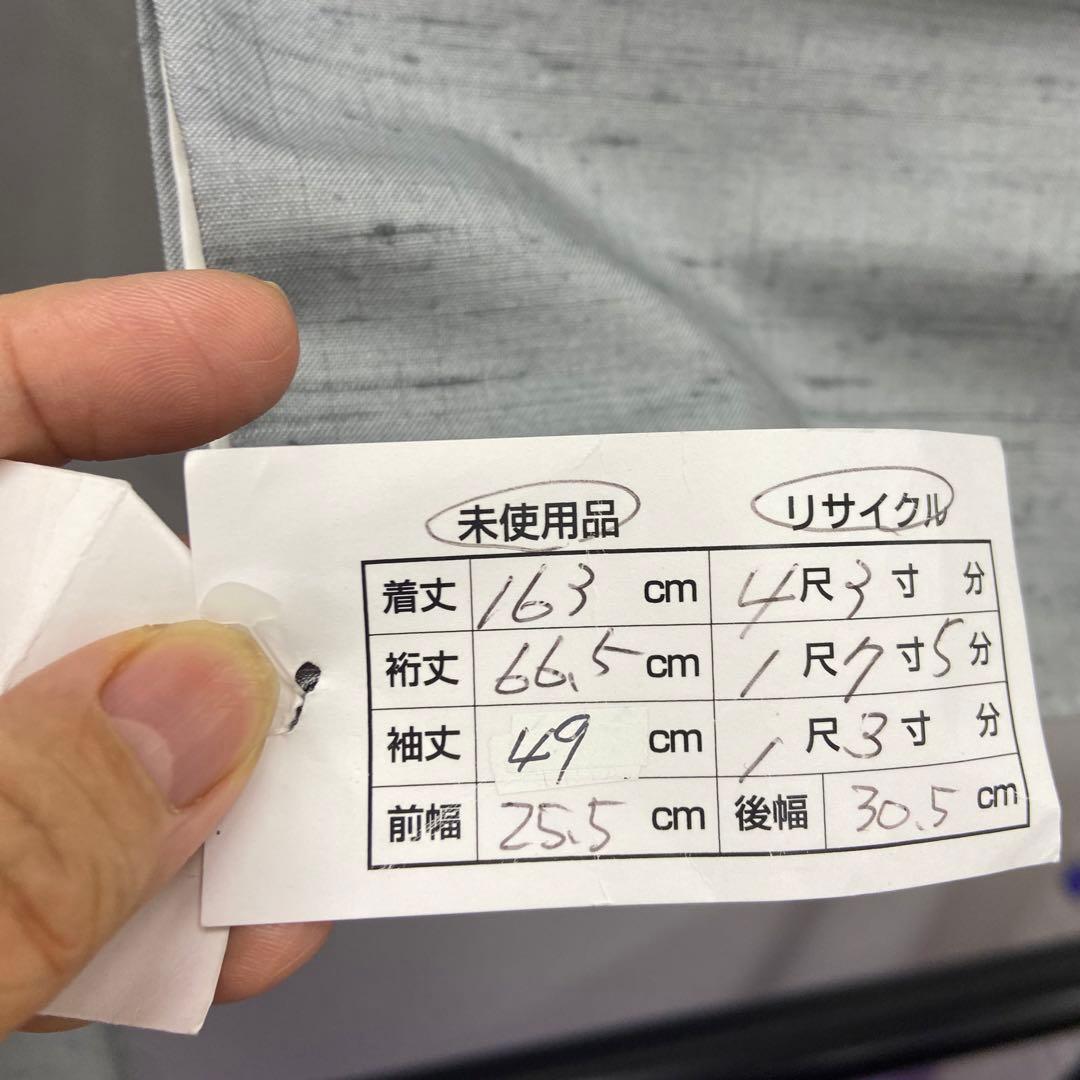 未使用品 リサイクル
着丈 163 cm 4尺3寸 分
裄丈 66.5 cm 1尺7寸5分
袖丈 49 cm 1尺3寸 分
前幅 25.5 cm 後幅 30.5 cm